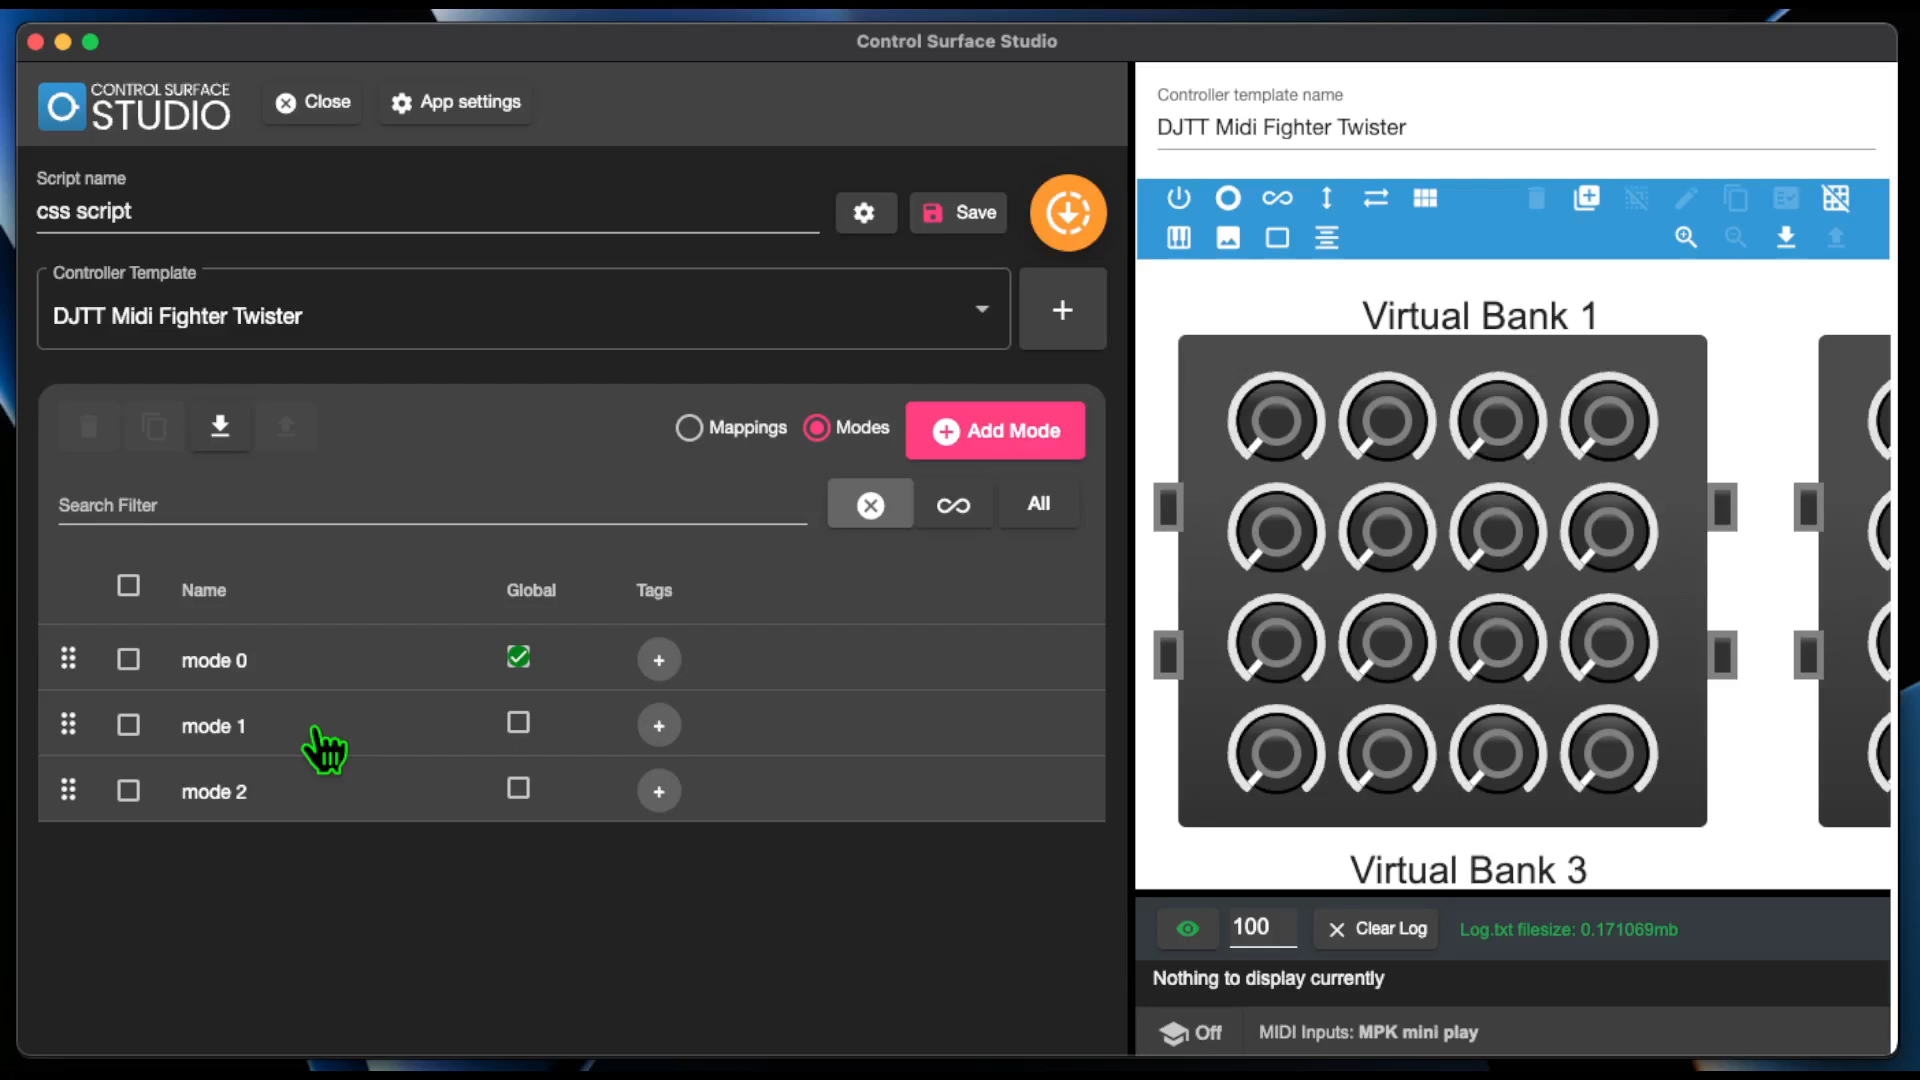 Control Surface Studio
CONTROL SURFACE
STUDIO
Close
App settings
Script name
css script
Save
Controller Template
DJTT Midi Fighter Twister
Mappings
Modes
Add Mode
Search Filter
All
Name
Global
Tags
mode 0
mode 1
mode 2
Controller template name
DJTT Midi Fighter Twister
Virtual Bank 1
Virtual Bank 3
100
Clear Log
Log.txt filesize: 0.171069mb
Nothing to display currently
Off
MIDI Inputs: MPK mini play